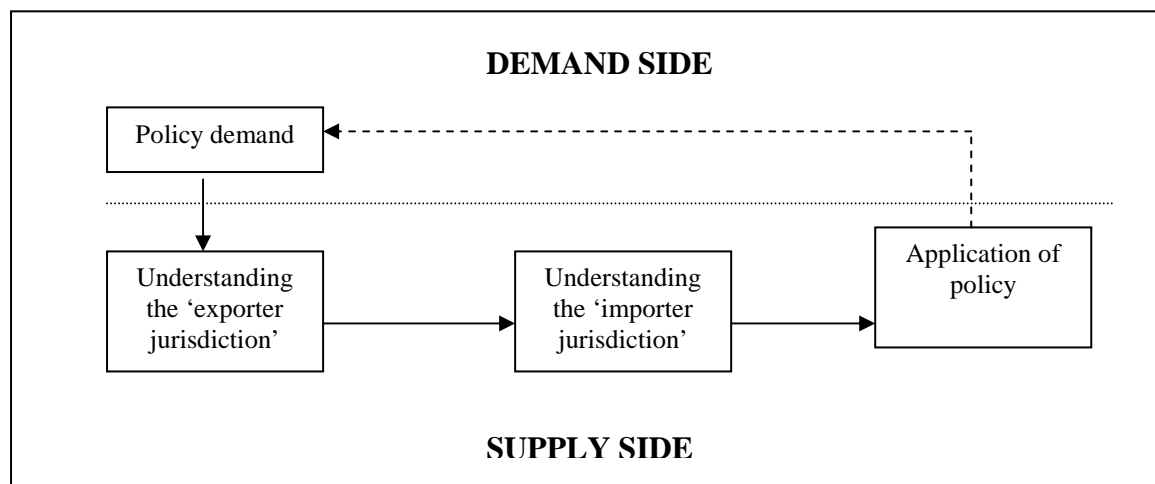 DEMAND SIDE
Policy demand
Understanding
the ‘exporter
jurisdiction’
Understanding
the ‘importer
jurisdiction’
Application of
policy
SUPPLY SIDE